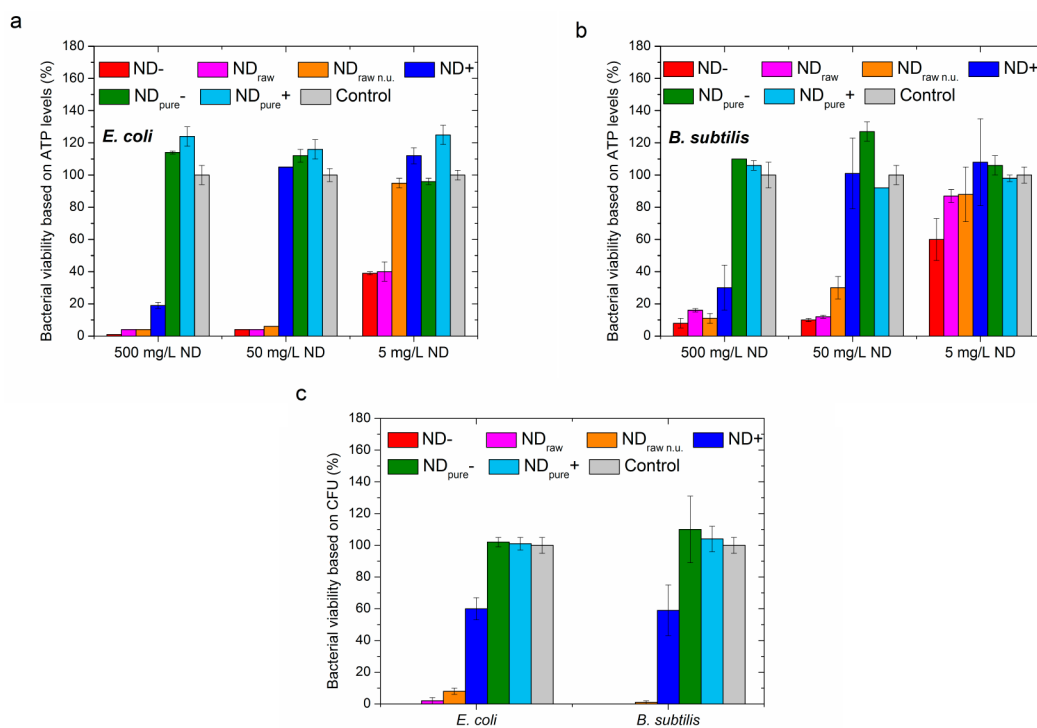 a
Bacterial viability based on ATP levels (%)
180
160
140
120
100
80
60
40
20
0
ND- NDraw NDraw n.u. ND+
NDpure- NDpure+ Control
E. coli
500 mg/L ND 50 mg/L ND 5 mg/L ND
b
Bacterial viability based on ATP levels (%)
180
160
140
120
100
80
60
40
20
0
ND- NDraw NDraw n.u. ND+
NDpure- NDpure+ Control
B. subtilis
500 mg/L ND 50 mg/L ND 5 mg/L ND
c
Bacterial viability based on CFU (%)
180
160
140
120
100
80
60
40
20
0
ND- NDraw NDraw n.u. ND+
NDpure- NDpure+ Control
E. coli B. subtilis